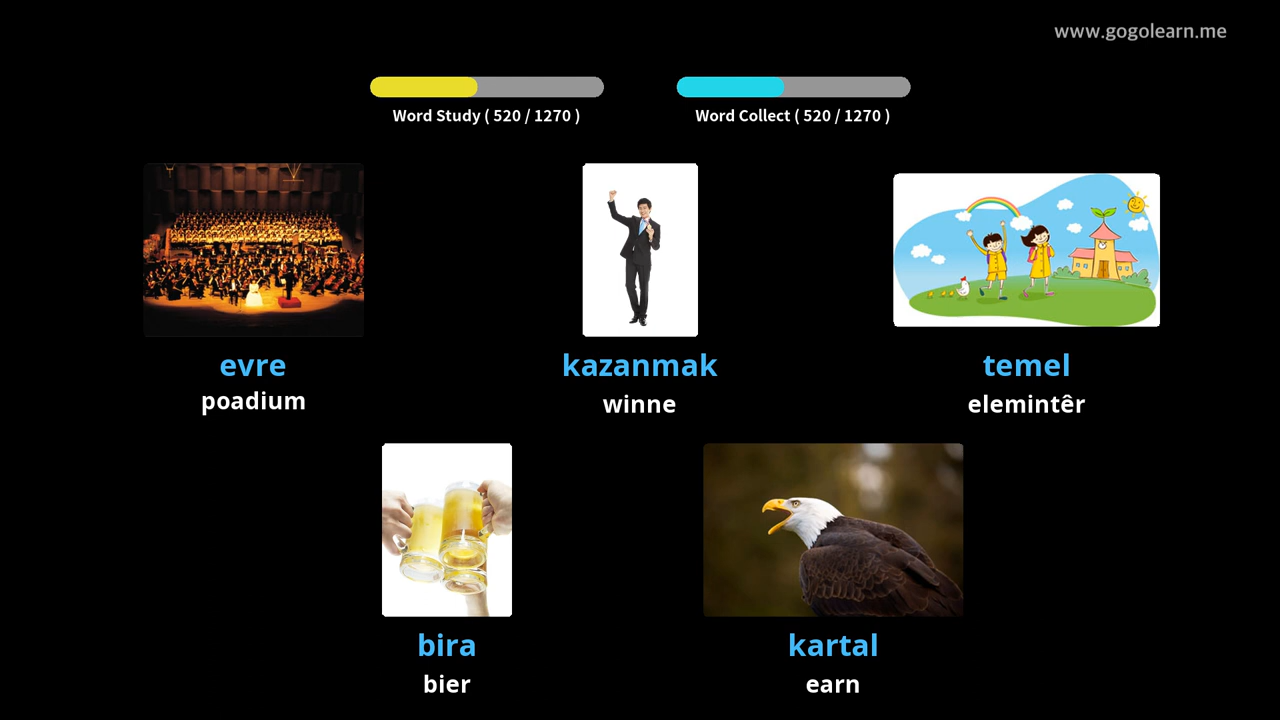 www.gogolearn.me
Word Study ( 520 / 1270 )
Word Collect ( 520 / 1270 )
evre
poadium
kazanmak
winne
temel
elemintêr
bira
bier
kartal
earn